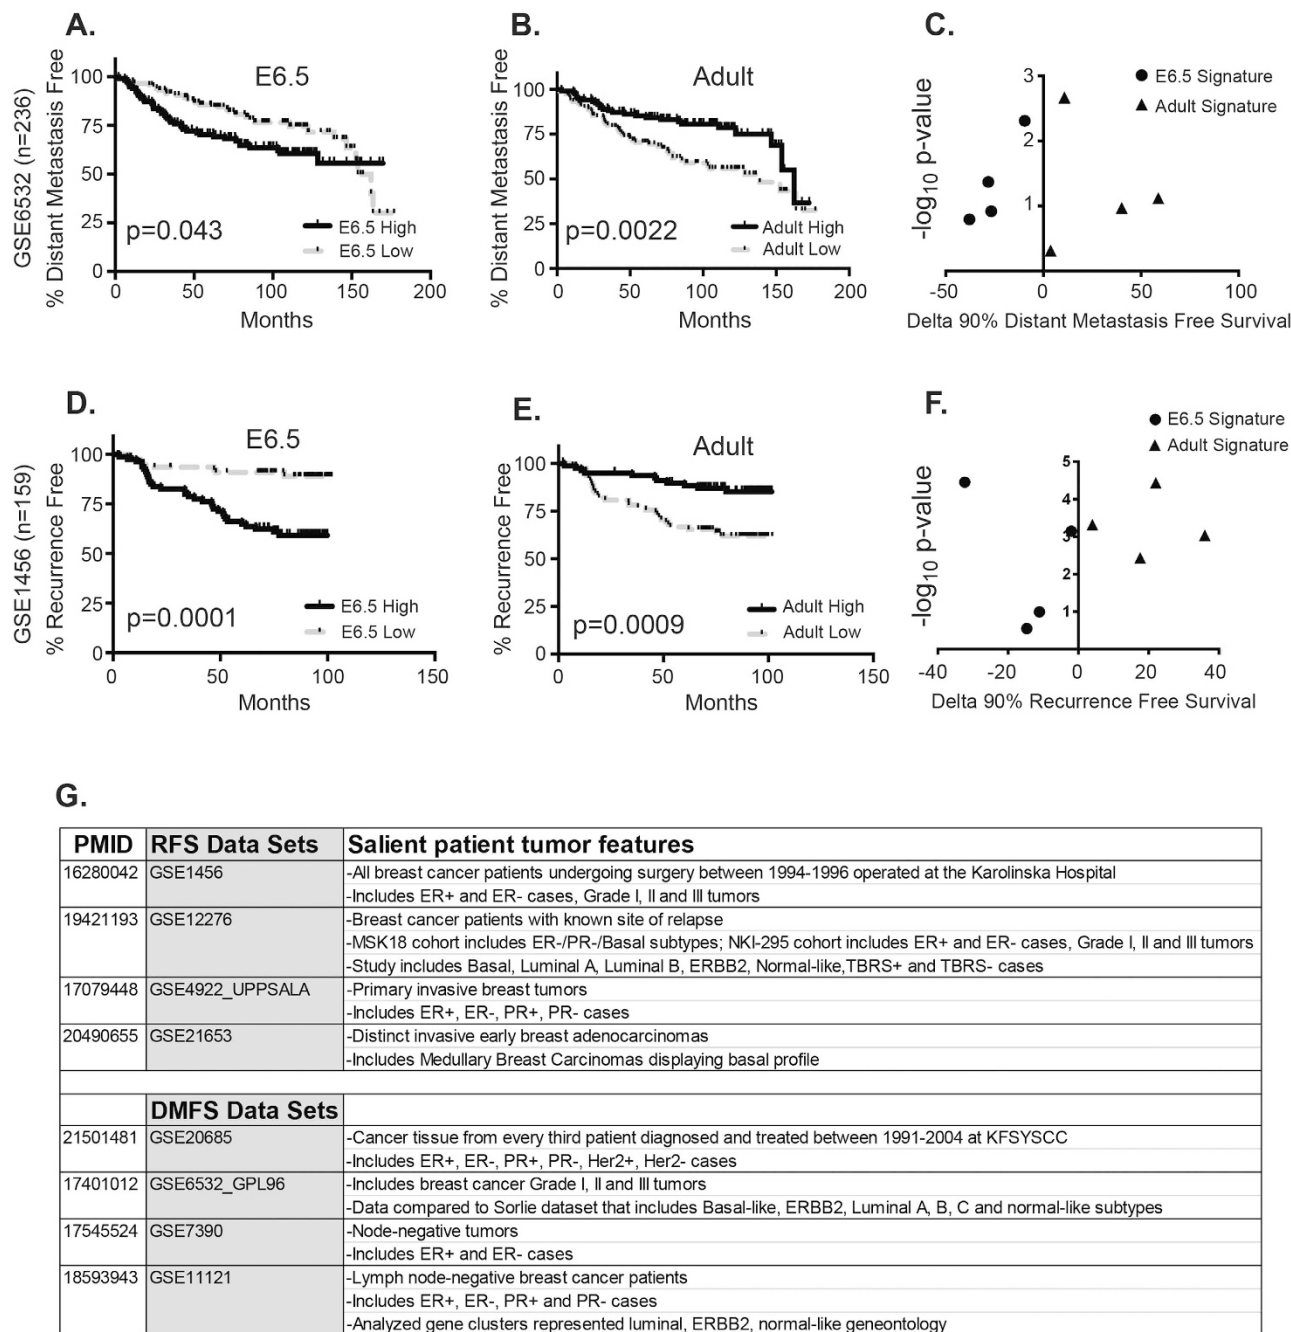 A.
E6.5
GSE6532 (n=236)
% Distant Metastasis Free
100
75
50
25
0
p=0.043
E6.5 High
E6.5 Low
0 50 100 150 200
Months
B.
Adult
% Distant Metastasis Free
100
75
50
25
0
p=0.0022
Adult High
Adult Low
0 50 100 150 200
Months
C.
E6.5 Signature
Adult Signature
-log10 p-value
3
2
1
-50 0 50 100
Delta 90% Distant Metastasis Free Survival
D.
E6.5
GSE1456 (n=159)
% Recurrence Free
100
75
50
25
0
p=0.0001
E6.5 High
E6.5 Low
0 50 100 150
Months
E.
Adult
% Recurrence Free
100
75
50
25
0
p=0.0009
Adult High
Adult Low
0 50 100 150
Months
F.
E6.5 Signature
Adult Signature
-log10 p-value
5
4
3
2
1
-40 -20 0 20 40
Delta 90% Recurrence Free Survival
G.
PMID RFS Data Sets Salient patient tumor features
16280042 GSE1456 -All breast cancer patients undergoing surgery between 1994-1996 operated at the Karolinska Hospital
-Includes ER+ and ER- cases, Grade I, II and III tumors
19421193 GSE12276 -Breast cancer patients with known site of relapse
-MSK18 cohort includes ER-/PR-/Basal subtypes; NKI-295 cohort includes ER+ and ER- cases, Grade I, II and III tumors
-Study includes Basal, Luminal A, Luminal B, ERBB2, Normal-like,TBRS+ and TBRS- cases
17079448 GSE4922_UPPSALA -Primary invasive breast tumors
-Includes ER+, ER-, PR+, PR- cases
20490655 GSE21653 -Distinct invasive early breast adenocarcinomas
-Includes Medullary Breast Carcinomas displaying basal profile
DMFS Data Sets
21501481 GSE20685 -Cancer tissue from every third patient diagnosed and treated between 1991-2004 at KFSYSCC
-Includes ER+, ER-, PR+, PR-, Her2+, Her2- cases
17401012 GSE6532_GPL96 -Includes breast cancer Grade I, II and III tumors
-Data compared to Sorlie dataset that includes Basal-like, ERBB2, Luminal A, B, C and normal-like subtypes
17545524 GSE7390 -Node-negative tumors
-Includes ER+ and ER- cases
18593943 GSE11121 -Lymph node-negative breast cancer patients
-Includes ER+, ER-, PR+ and PR- cases
-Analyzed gene clusters represented luminal, ERBB2, normal-like geneontology